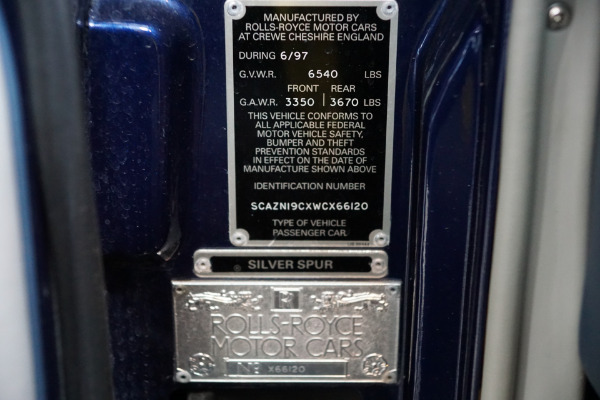 MANUFACTURED BY
ROLLS-ROYCE MOTOR CARS
AT CREWE CHESHIRE ENGLAND
DURING 6/97
G.V.W.R. 6540 LBS
FRONT REAR
G.A.W.R. 3350 3670 LBS
THIS VEHICLE CONFORMS TO
ALL APPLICABLE FEDERAL
MOTOR VEHICLE SAFETY,
BUMPER AND THEFT
PREVENTION STANDARDS
IN EFFECT ON THE DATE OF
MANUFACTURE SHOWN ABOVE
IDENTIFICATION NUMBER
SCAZN19CXWCX66120
TYPE OF VEHICLE
PASSENGER CAR
SILVER SPUR
ROLLS-ROYCE
MOTOR CARS
Nº X66120